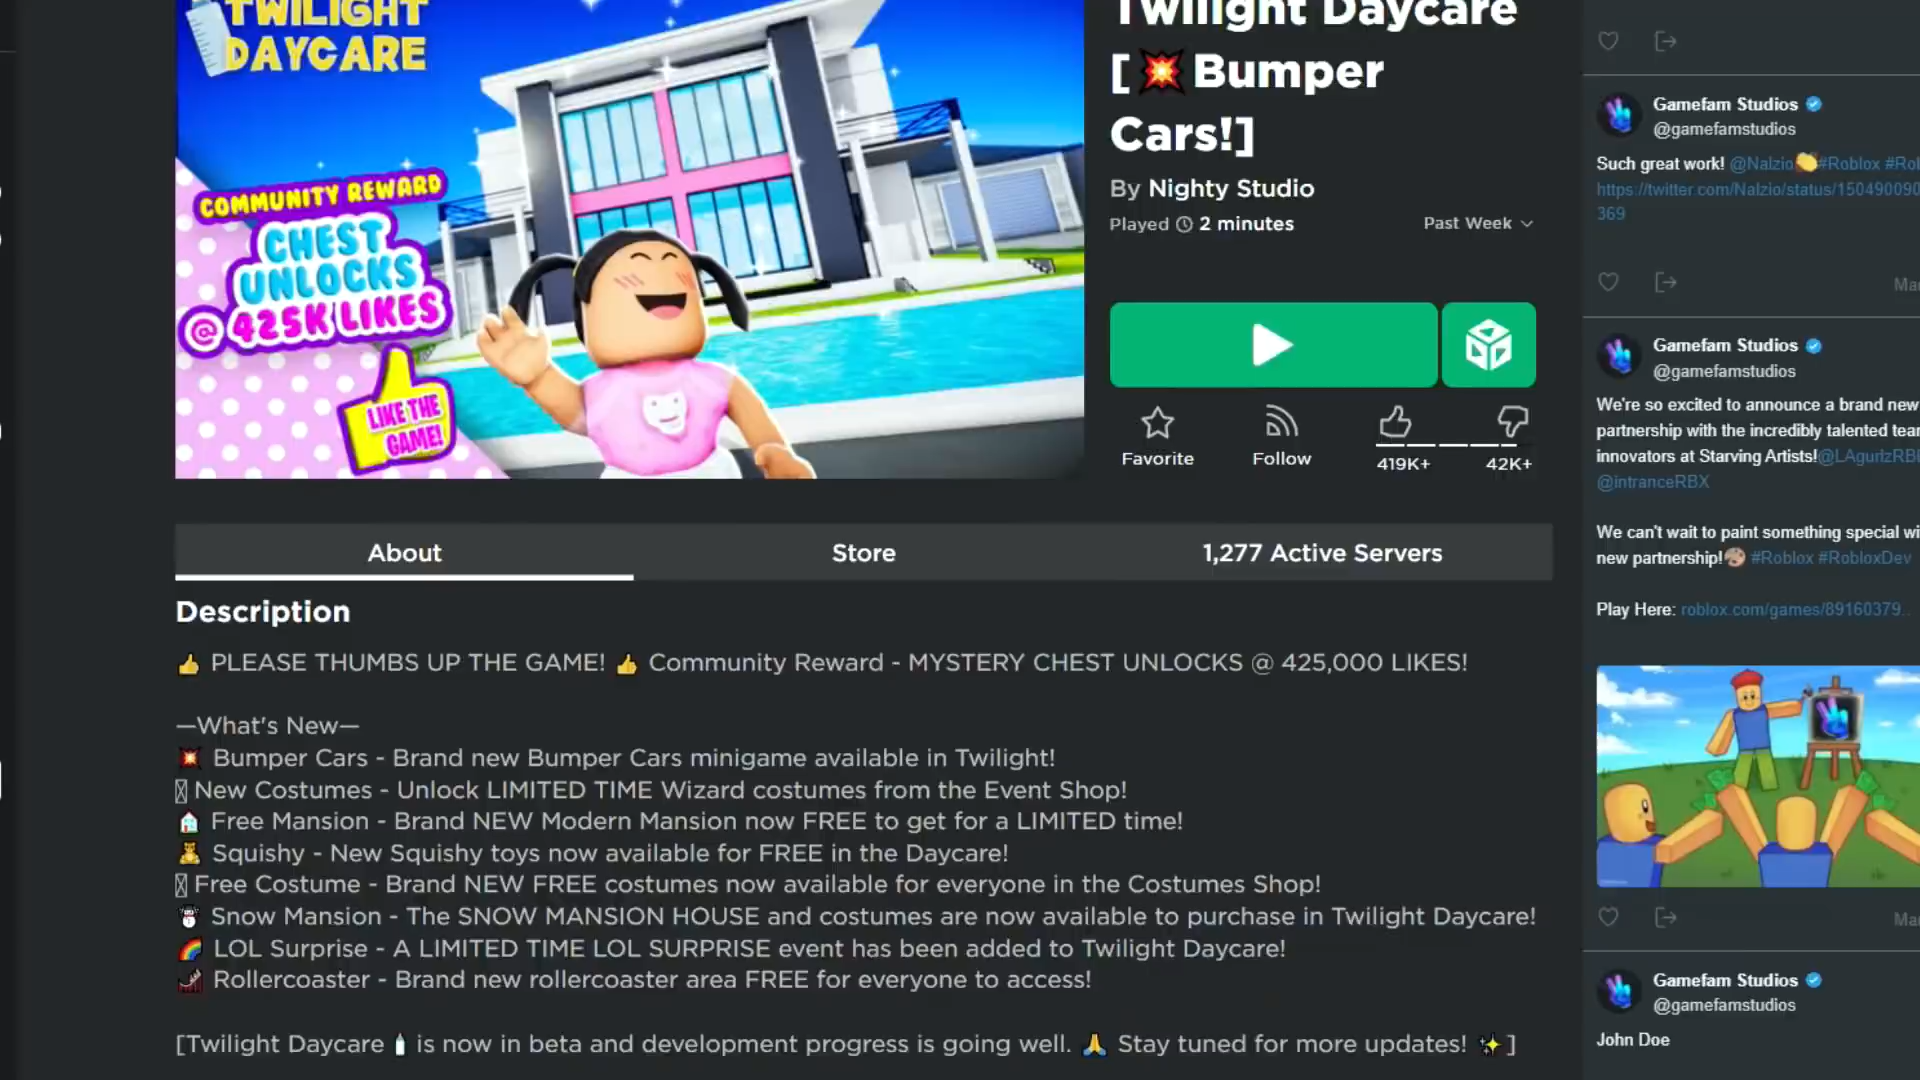 TWILIGHT
DAYCARE
COMMUNITY REWARD
CHEST
UNLOCKS
@ 425K LIKES
LIKE THE
GAME!
Twilight Daycare
[💥Bumper
Cars!]
By Nighty Studio
Played 2 minutes
Past Week
Favorite
Follow
419K+
42K+
About
Store
1,277 Active Servers
Description
👍 PLEASE THUMBS UP THE GAME! 👍 Community Reward - MYSTERY CHEST UNLOCKS @ 425,000 LIKES!
—What's New—
💥 Bumper Cars - Brand new Bumper Cars minigame available in Twilight!
New Costumes - Unlock LIMITED TIME Wizard costumes from the Event Shop!
🏠 Free Mansion - Brand NEW Modern Mansion now FREE to get for a LIMITED time!
🧸 Squishy - New Squishy toys now available for FREE in the Daycare!
Free Costume - Brand NEW FREE costumes now available for everyone in the Costumes Shop!
⛄ Snow Mansion - The SNOW MANSION HOUSE and costumes are now available to purchase in Twilight Daycare!
🌈 LOL Surprise - A LIMITED TIME LOL SURPRISE event has been added to Twilight Daycare!
🎢 Rollercoaster - Brand new rollercoaster area FREE for everyone to access!
[Twilight Daycare 🍼 is now in beta and development progress is going well. 🙏 Stay tuned for more updates! ✨]
Gamefam Studios
@gamefamstudios
Such great work! @Nalzio👏#Roblox
https://twitter.com/Nalzio/status/150490090
369
Gamefam Studios
@gamefamstudios
We're so excited to announce a brand new
partnership with the incredibly talented
innovators at Starving Artists!
@intranceRBX
We can't wait to paint something special
new partnership!🎨 #Roblox #RobloxDev
Play Here: roblox.com/games/89160379..
Gamefam Studios
@gamefamstudios
John Doe